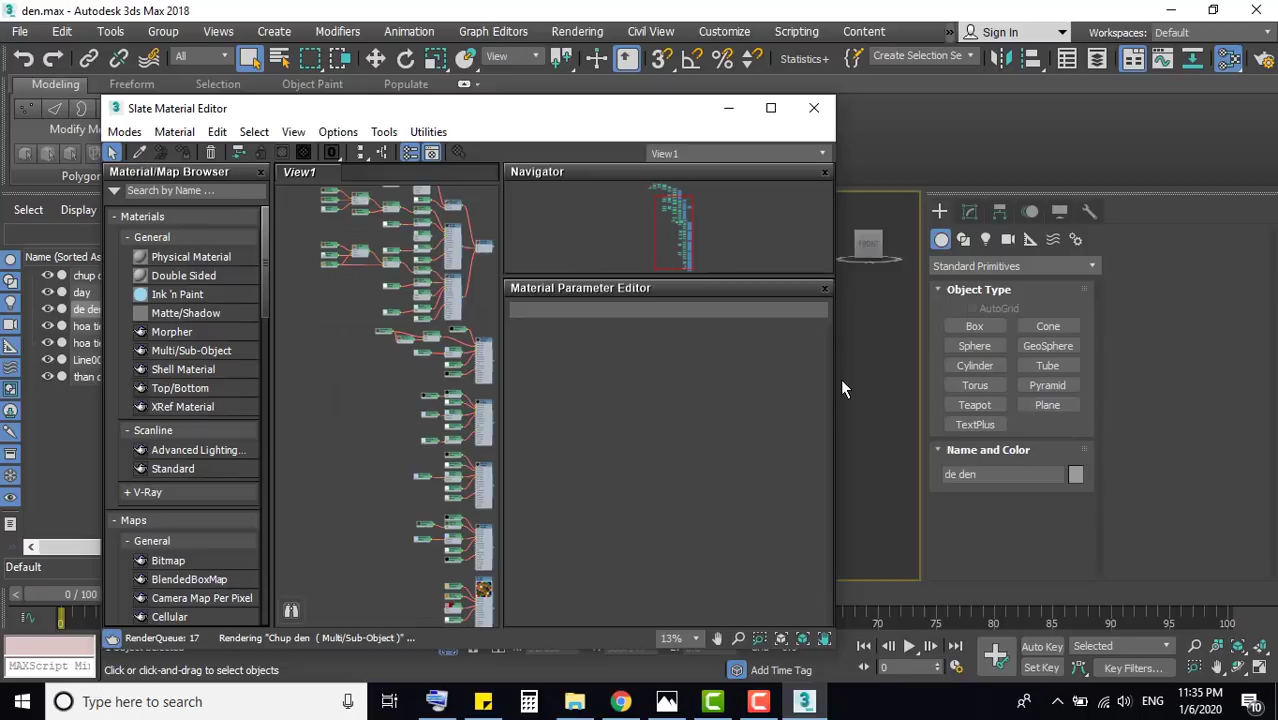 den.max - Autodesk 3ds Max 2018
File Edit Tools Group Views Create Modifiers Animation Graph Editors Rendering Civil View Customize Scripting Content » Sign In Workspaces: Default
All View Statistics+ Create Selection Se
Modeling Freeform Selection Object Paint Populate
Slate Material Editor
Modify M
Modes Material Edit Select View Options Tools Utilities
View1
Polygo
Material/Map Browser View1 Navigator
Search by Name ...
Select Display
- Materials
- General
Name (Sorted As
Physical Material
FRONT
Standard Primitives
chup d
Double Sided
Material Parameter Editor
Object Type
day
Ink 'n Paint
AutoGrid
de de
Matte/Shadow
Box Cone
hoa tie
Morpher
Sphere GeoSphere
hoa ti
Multi/Sub-Object
Cylinder Tube
Line00
Shell Material
Torus Pyramid
than d
Top/Bottom
Teapot Plane
XRef Material
TextPlus
Scanline
Name and Color
Advanced Lighting...
de den
Standard
+ V-Ray
- Maps
- General
Bitmap
Default
BlendedBoxMap
0 / 100
Camera Map Per Pixel
Cellular
70 75 80 85 90 95 100
RenderQueue: 17 Rendering "Chup den ( Multi/Sub-Object )" ...
13%
Auto Key Selected
MAXScript Mi
Click or click-and-drag to select objects
Add Time Tag
0
Set Key Key Filters...
Type here to search
ENG
11:35 PM
1/6/2020
10